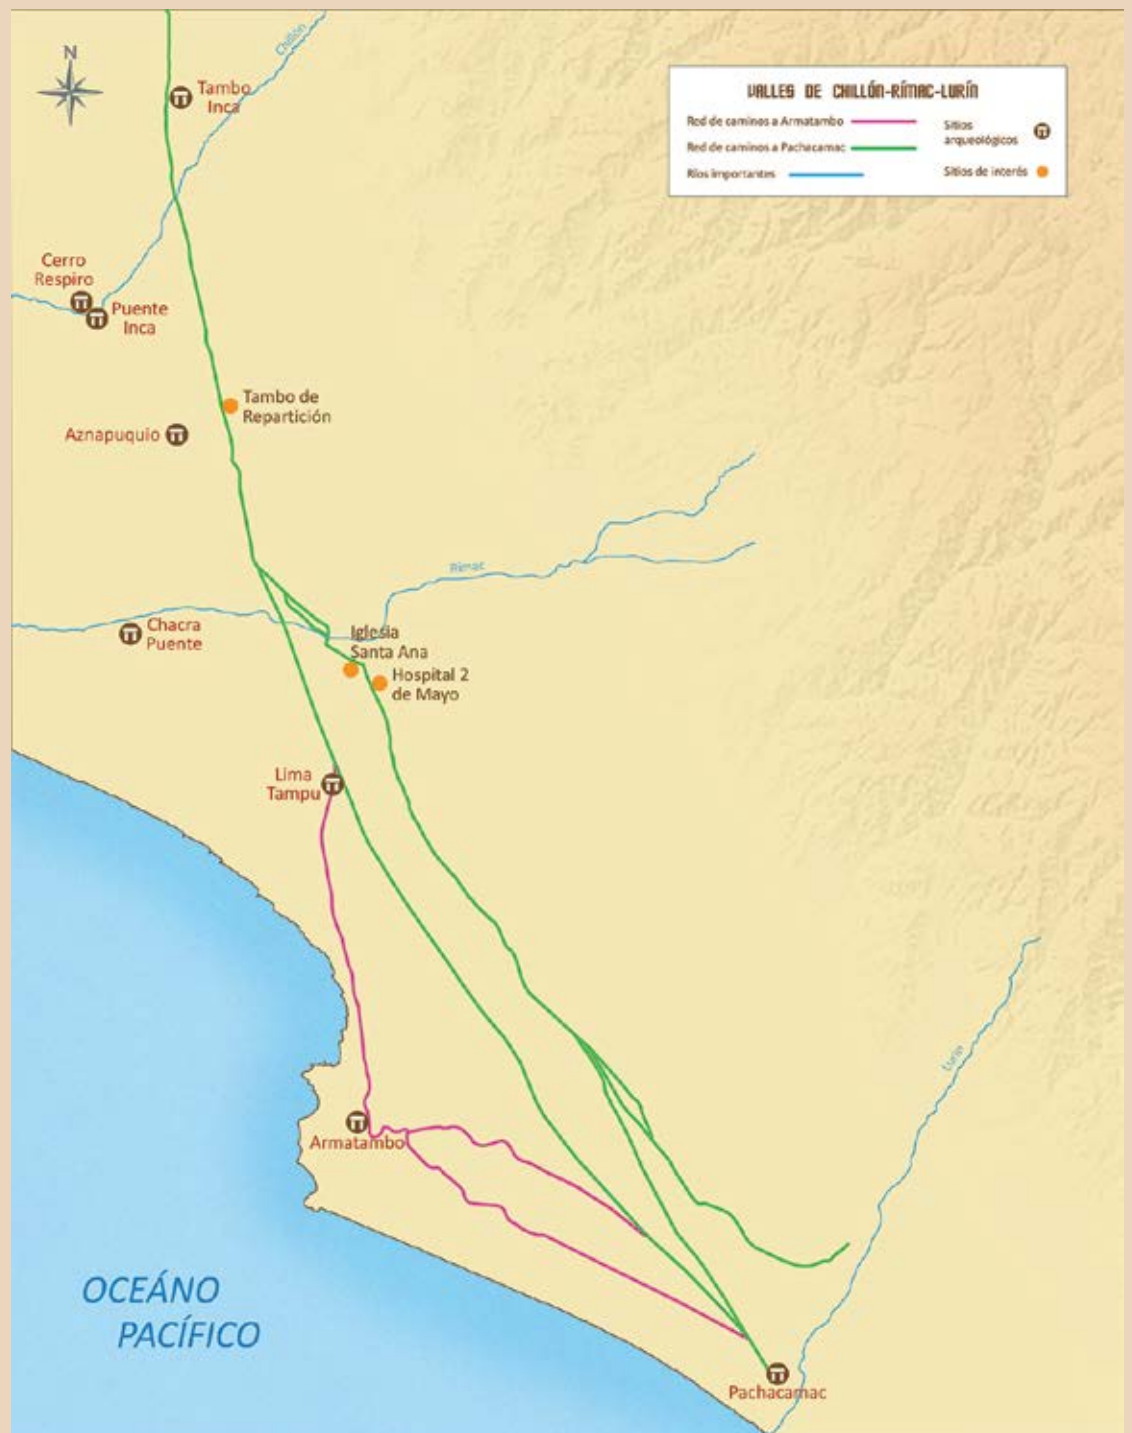 N
Chillón
Tambo
Inca
VALLES DE CHILLÓN-RÍMAC-LURÍN
Red de caminos a Armatambo
Red de caminos a Pachacamac
Ríos importantes
Sitios
arqueológicos
Sitios de interés
Cerro
Respiro
Puente
Inca
Tambo de
Repartición
Aznapuquio
Rímac
Chacra
Puente
Iglesia
Santa Ana
Hospital 2
de Mayo
Lima
Tampu
Lurín
Armatambo
OCEÁNO
PACÍFICO
Pachacamac